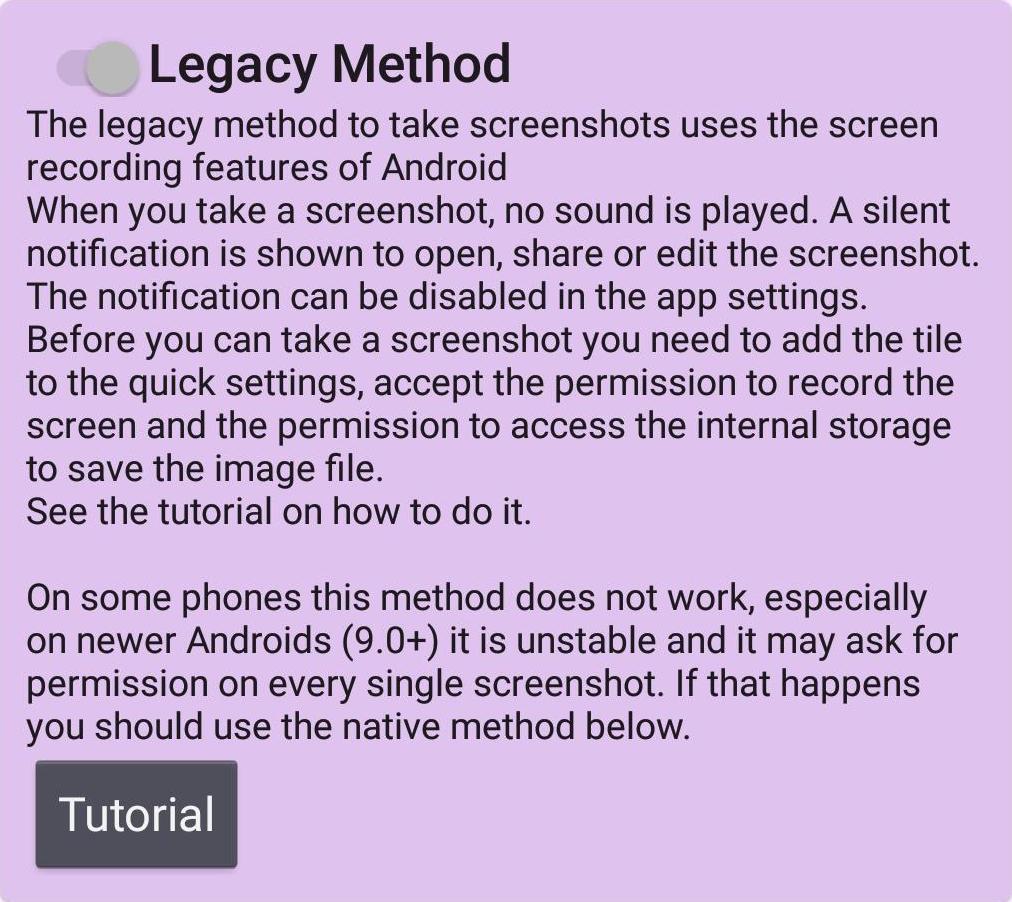 Legacy Method
The legacy method to take screenshots uses the screen
recording features of Android
When you take a screenshot, no sound is played. A silent
notification is shown to open, share or edit the screenshot.
The notification can be disabled in the app settings.
Before you can take a screenshot you need to add the tile
to the quick settings, accept the permission to record the
screen and the permission to access the internal storage
to save the image file.
See the tutorial on how to do it.
On some phones this method does not work, especially
on newer Androids (9.0+) it is unstable and it may ask for
permission on every single screenshot. If that happens
you should use the native method below.
Tutorial